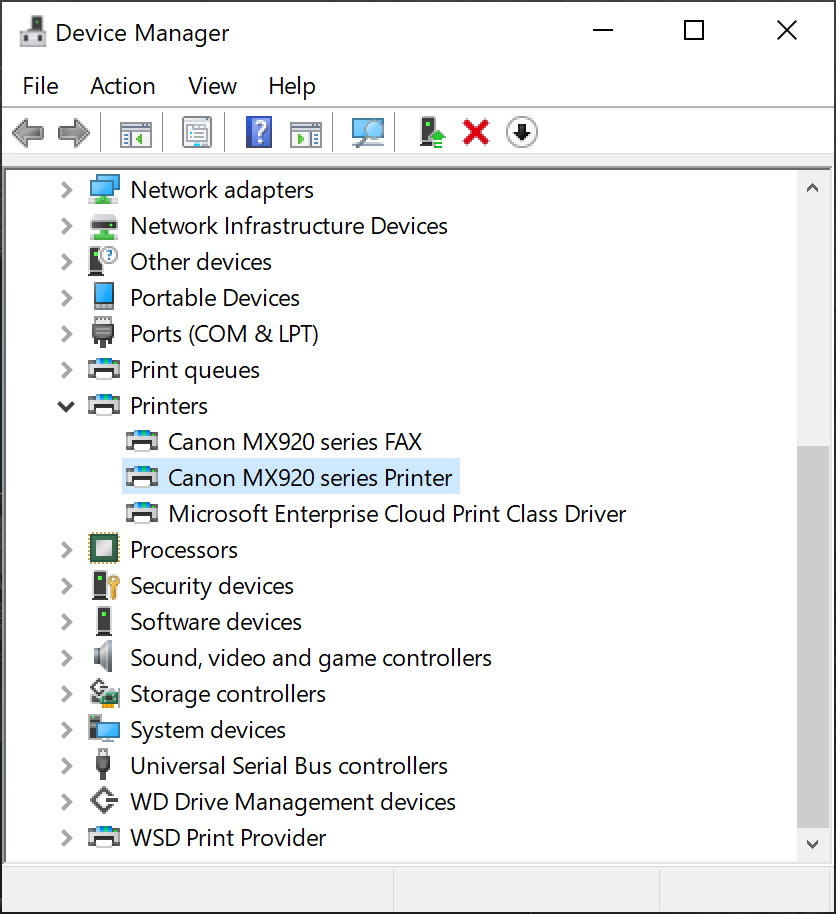 Device Manager
File Action View Help
?
Network adapters
Network Infrastructure Devices
?
Other devices
Portable Devices
Ports (COM & LPT)
Print queues
Printers
Canon MX920 series FAX
Canon MX920 series Printer
Microsoft Enterprise Cloud Print Class Driver
Processors
Security devices
Software devices
Sound, video and game controllers
Storage controllers
System devices
Universal Serial Bus controllers
WD Drive Management devices
WSD Print Provider